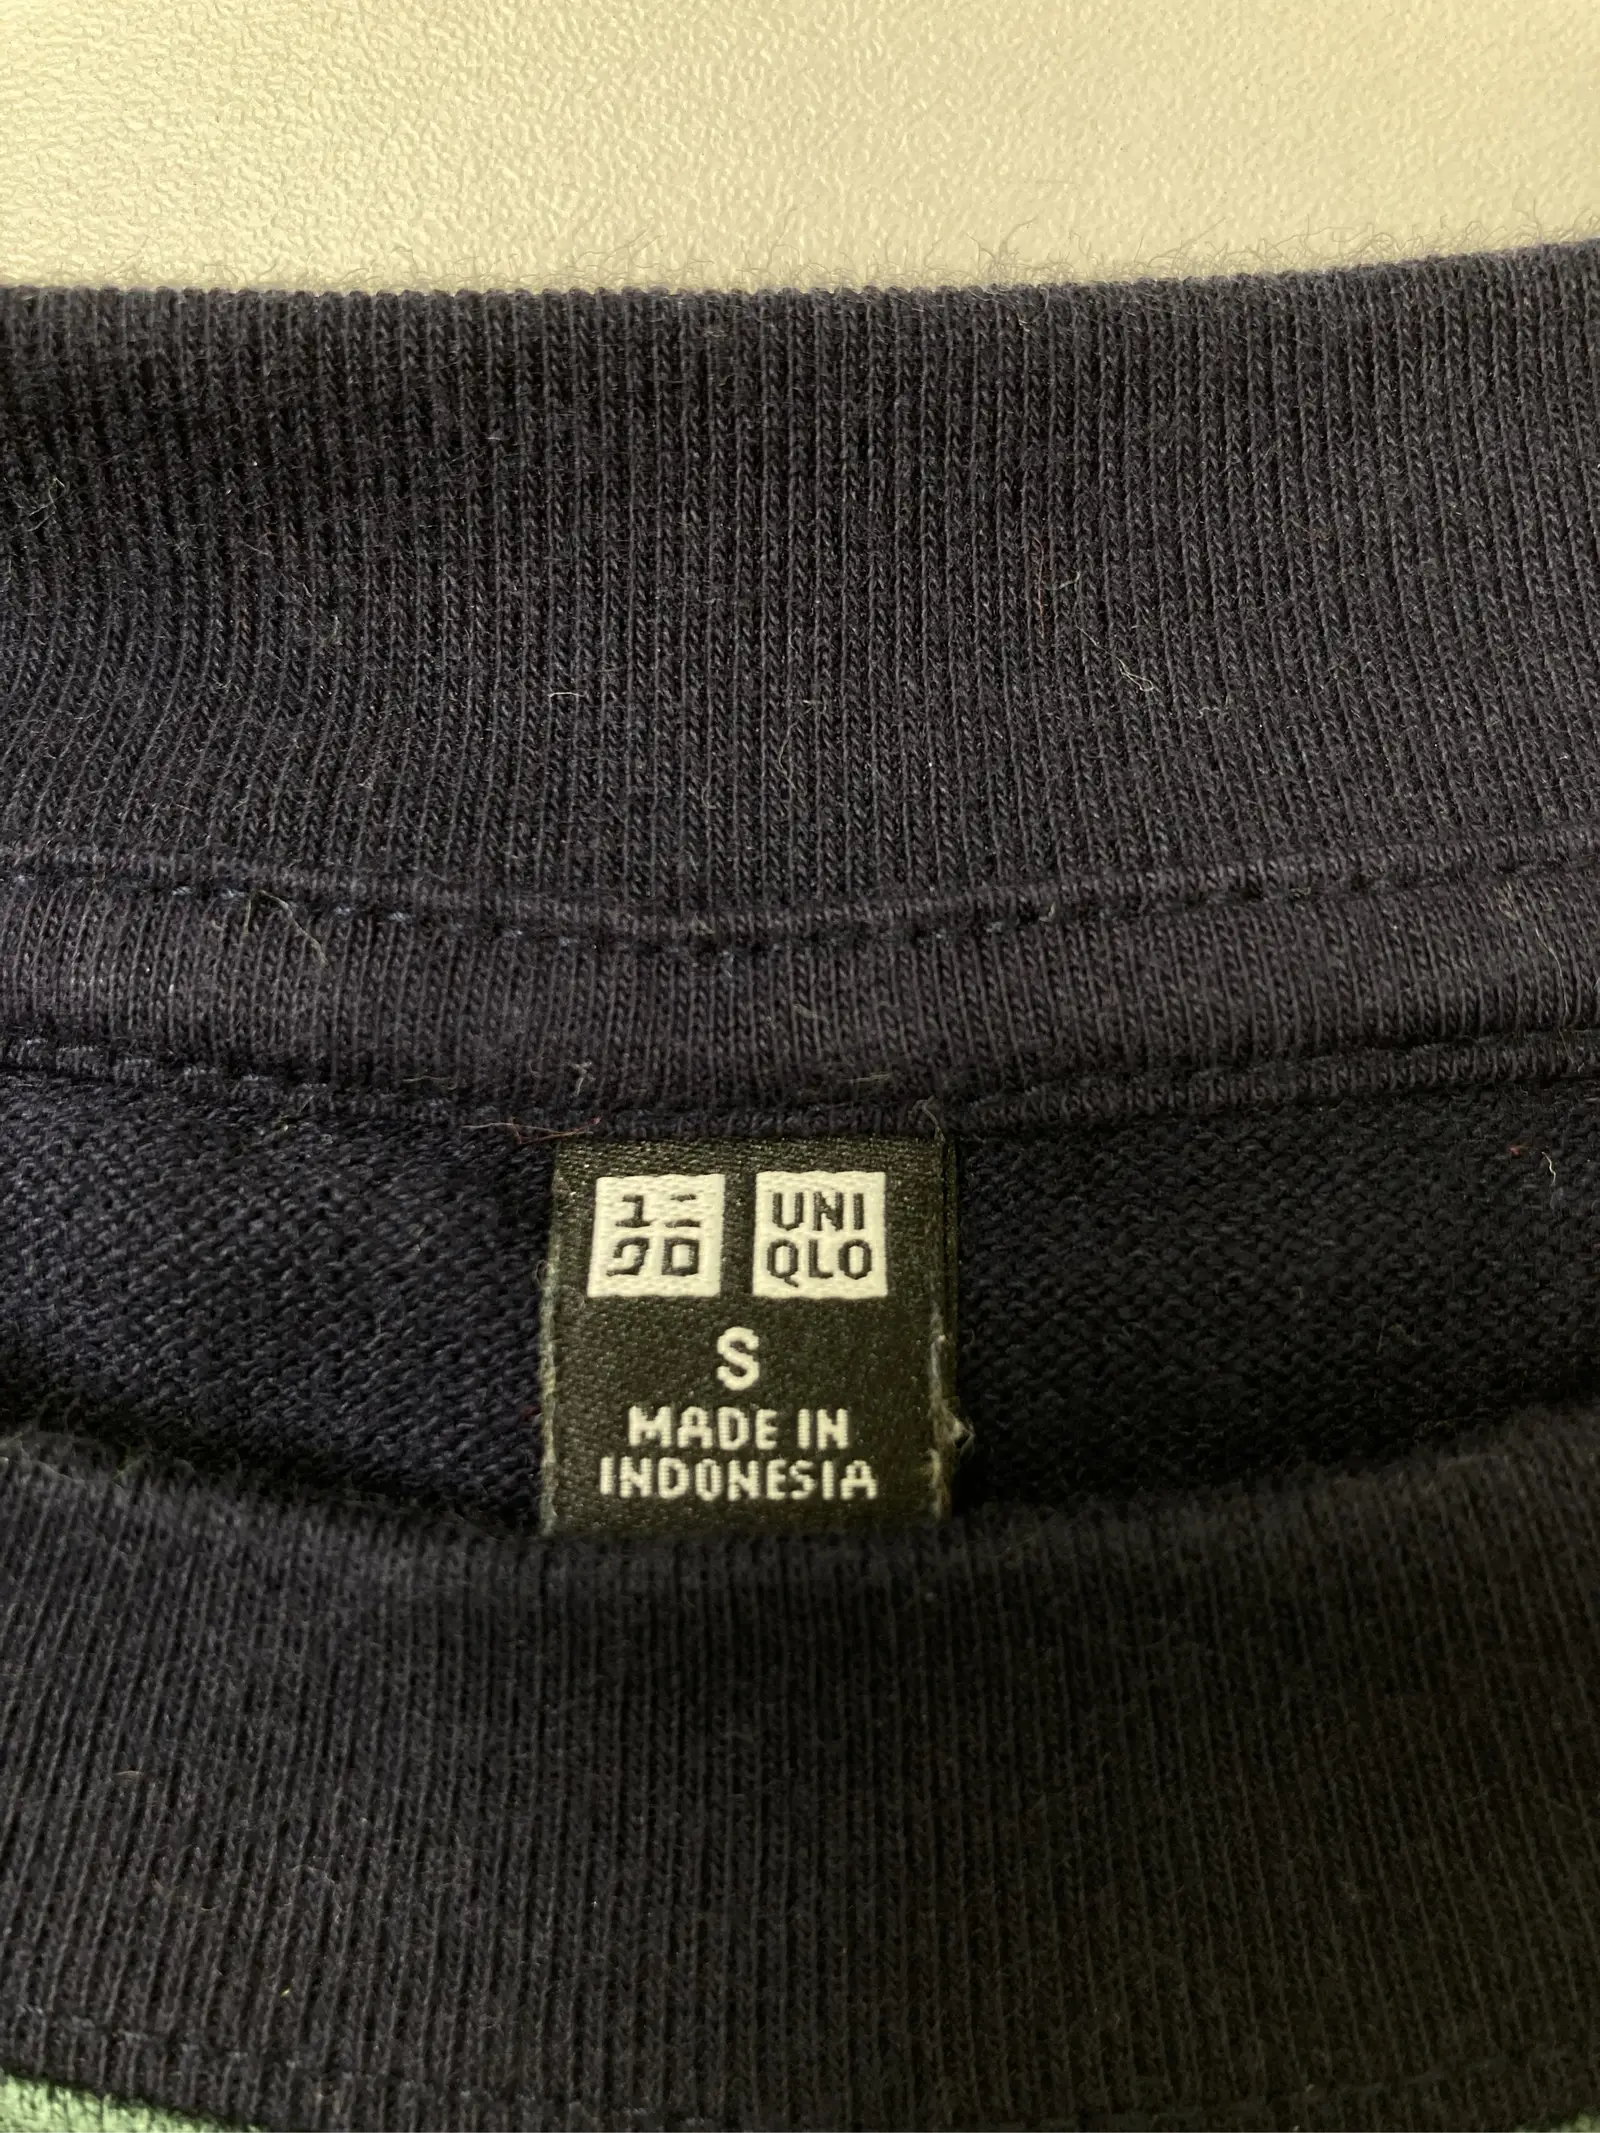 ユニ
クロ
UNI
QLO
S
MADE IN
INDONESIA